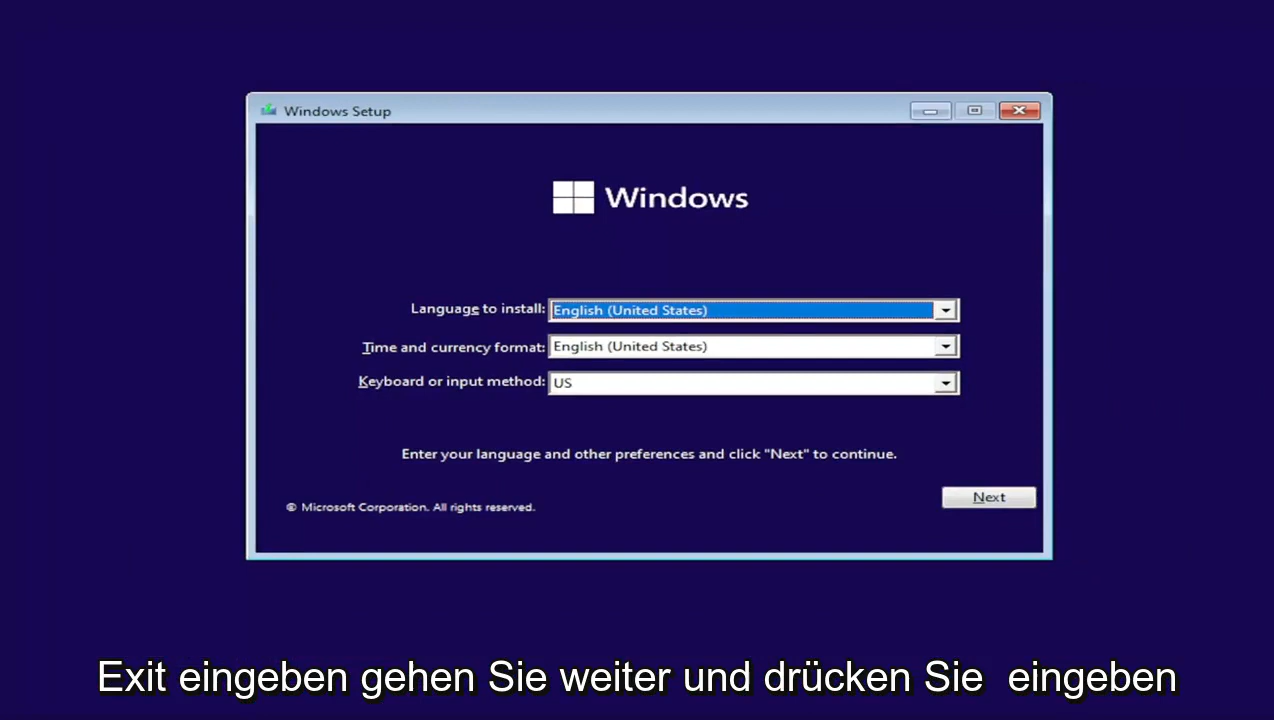 Windows Setup
Windows
Language to install: English (United States)
Time and currency format: English (United States)
Keyboard or input method: US
Enter your language and other preferences and click "Next" to continue.
Next
© Microsoft Corporation. All rights reserved.
Exit eingeben gehen Sie weiter und drücken Sie  eingeben